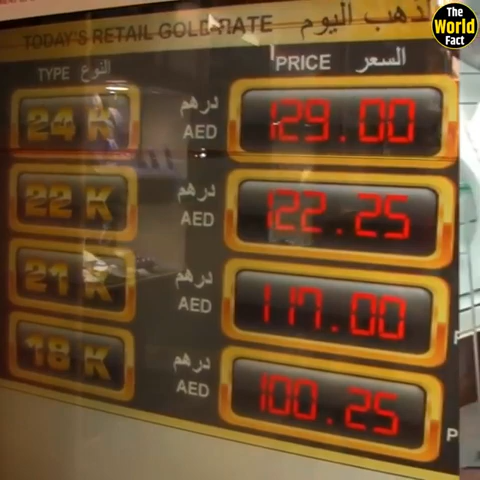 The
World
Fact
TODAY'S RETAIL GOLD RATE ذهب اليوم
TYPE النوع PRICE السعر
24 K درهم AED 129.00
22 K درهم AED 122.25
21 K درهم AED 117.00
18 K درهم AED 100.25
P
P